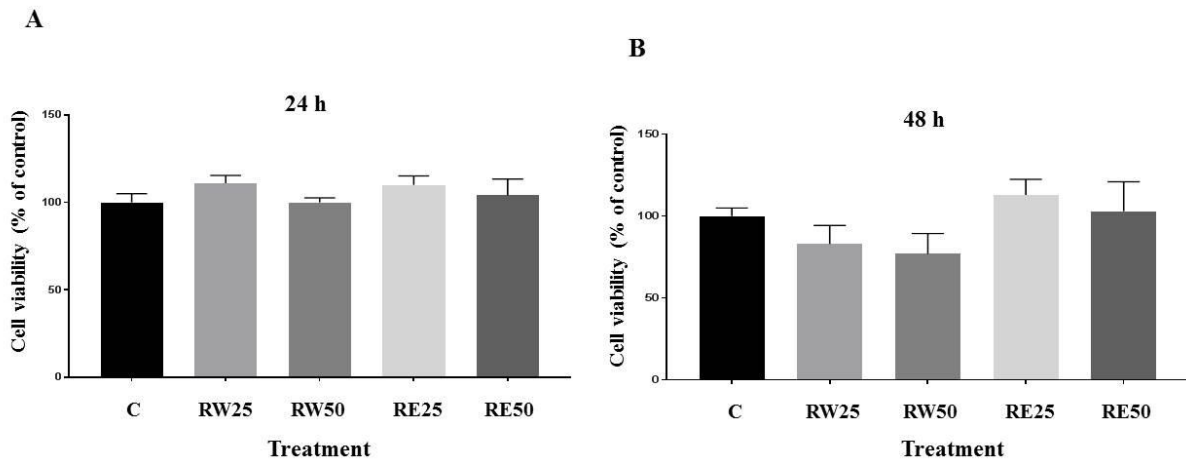 A
24 h
Cell viability (% of control)
150
100
50
0
C RW25 RW50 RE25 RE50
Treatment
B
48 h
Cell viability (% of control)
150
100
50
0
C RW25 RW50 RE25 RE50
Treatment